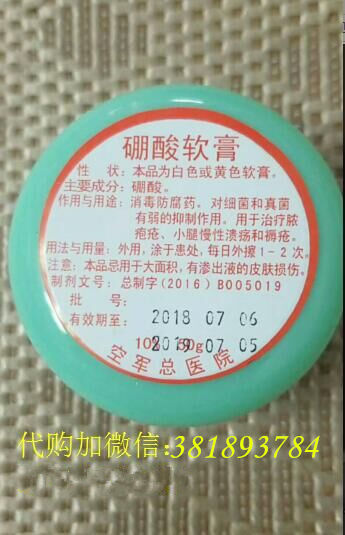 硼酸软膏
性 状：本品为白色或黄色软膏。
主要成分：硼酸。
作用与用途：消毒防腐药。对细菌和真菌
有弱的抑制作用。用于治疗脓
疱疮、小腿慢性溃疡和褥疮。
用法与用量：外用，涂于患处，每日外擦1-2次。
注意：本品忌用于大面积，有渗出液的皮肤损伤。
制剂文号：总制字（2016）B005019
批 号： 2018 07 06
有效期至： 2019 07 05
空军总医院
代购加微信:381893784